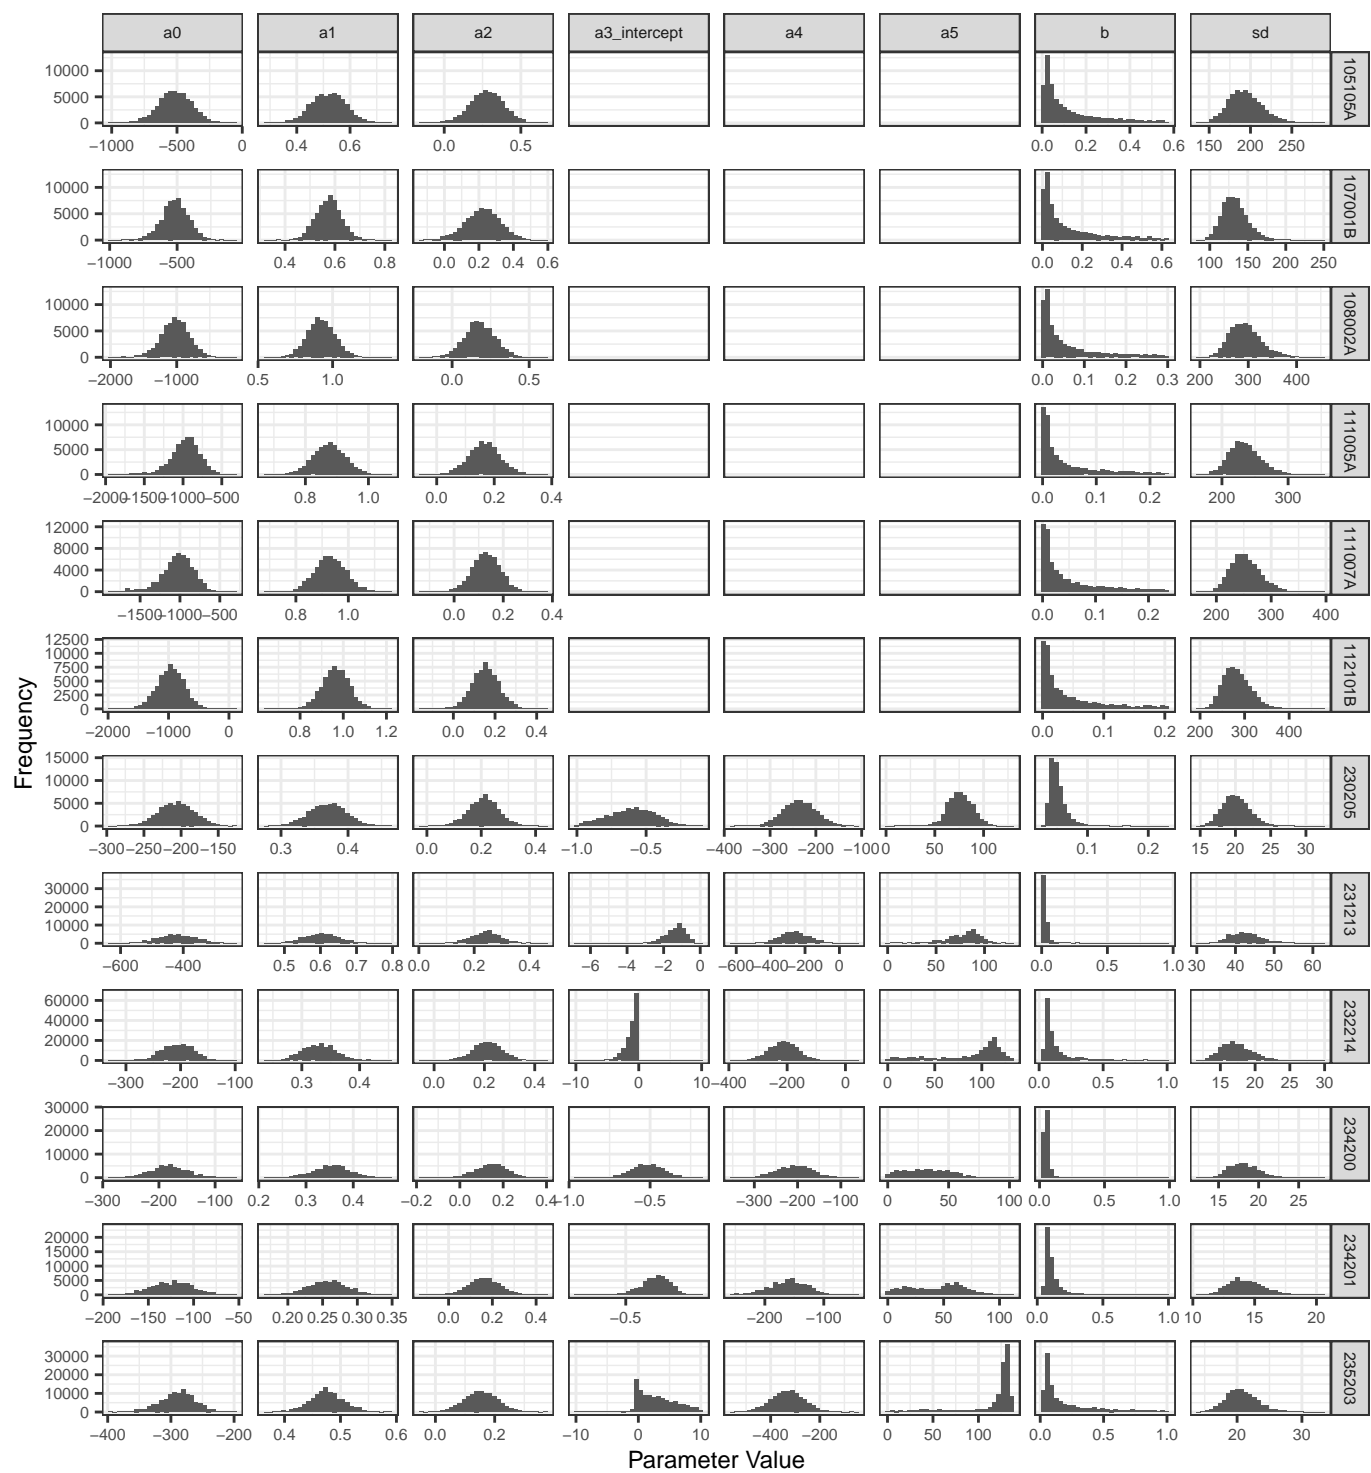 a0 a1 a2 a3_intercept a4 a5 b sd
10000
5000
0
105105A
−1000 −500 0 0.4 0.6 0.0 0.5 0.0 0.2 0.4 0.6 150 200 250
10000
5000
0
107001B
−1000 −500 0.4 0.6 0.8 0.0 0.2 0.4 0.6 0.0 0.2 0.4 0.6 100 150 200 250
10000
5000
0
108002A
−2000 −1000 0.5 1.0 0.0 0.5 0.0 0.1 0.2 0.3 200 300 400
10000
5000
0
111005A
−2000 −1500 −1000 −500 0.8 1.0 0.0 0.2 0.4 0.0 0.1 0.2 200 300
12000
8000
4000
0
111007A
−1500 −1000 −500 0.8 1.0 0.0 0.2 0.4 0.0 0.1 0.2 200 300 400
12500
10000
7500
5000
2500
0
112101B
−2000 −1000 0 0.8 1.0 1.2 0.0 0.2 0.4 0.0 0.1 0.2 200 300 400
Frequency
15000
10000
5000
0
230205
−300 −250 −200 −150 0.3 0.4 0.0 0.2 0.4 −1.0 −0.5 −400 −300 −200 −100 0 50 100 0.1 0.2 15 20 25 30
30000
20000
10000
0
231213
−600 −400 0.5 0.6 0.7 0.8 0.0 0.2 0.4 −6 −4 −2 0 −600 −400 −200 0 0 50 100 0.0 0.5 1.0 30 40 50 60
60000
40000
20000
0
232214
−300 −200 −100 0.3 0.4 0.0 0.2 0.4 −10 0 10 −400 −200 0 0 50 100 0.0 0.5 1.0 15 20 25 30
30000
20000
10000
0
234200
−300 −200 −100 0.2 0.3 0.4 −0.2 0.0 0.2 0.4 −1.0 −0.5 −300 −200 −100 0 50 100 0.0 0.5 1.0 15 20 25
20000
15000
10000
5000
0
234201
−200 −150 −100 −50 0.20 0.25 0.30 0.35 0.0 0.2 0.4 −0.5 −200 −100 0 50 100 0.0 0.5 1.0 10 15 20
30000
20000
10000
0
235203
−400 −300 −200 0.4 0.5 0.6 0.0 0.2 −10 0 10 −400 −200 0 50 100 0.0 0.5 1.0 20 30
Parameter Value